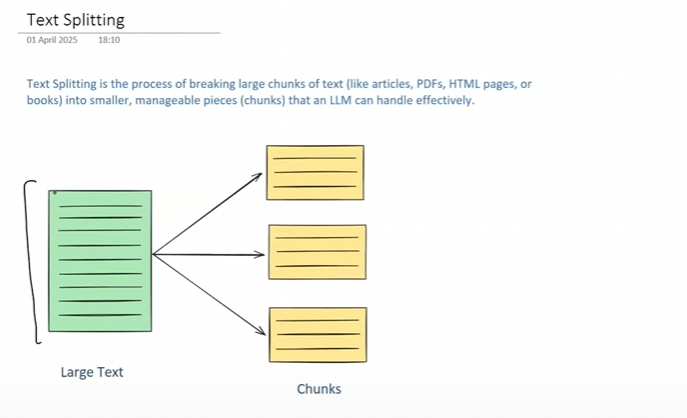 Text Splitting
01 April 2025 18:10
Text Splitting is the process of breaking large chunks of text (like articles, PDFs, HTML pages, or
books) into smaller, manageable pieces (chunks) that an LLM can handle effectively.
Large Text
Chunks